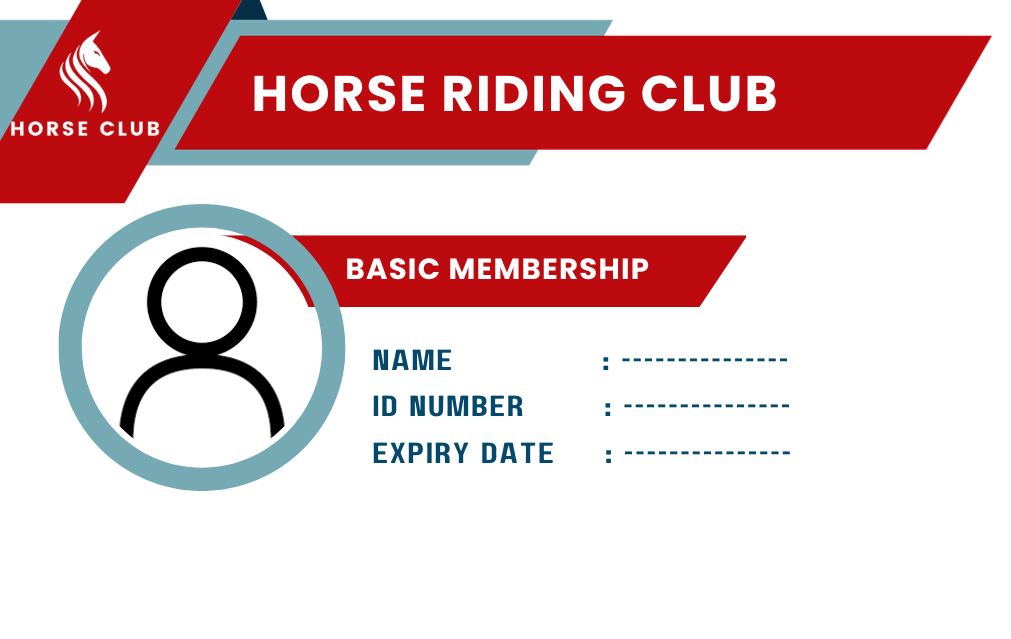 HORSE CLUB
HORSE RIDING CLUB
BASIC MEMBERSHIP
NAME : ---------------
ID NUMBER : ---------------
EXPIRY DATE : ---------------